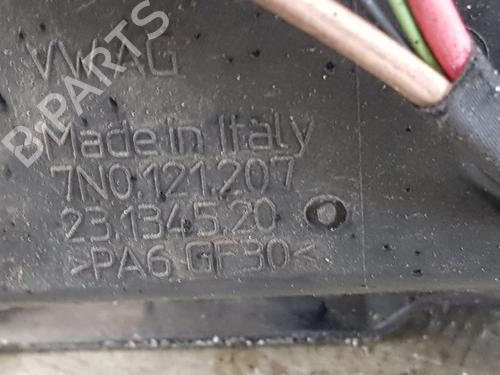 VW AG
Made in Italy
7N0.121.207
23.1345.20
>PA6 GF30<
B-PARTS